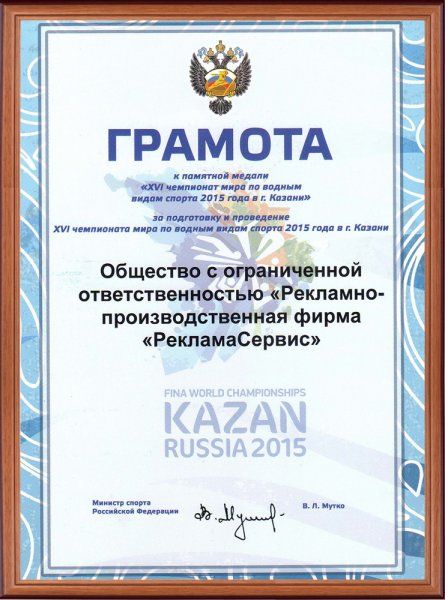 ГРАМОТА
к памятной медали
«XVI чемпионат мира по водным
видам спорта 2015 года в г. Казани»
за подготовку и проведение
XVI чемпионата мира по водным видам спорта 2015 года в г. Казани
Общество с ограниченной
ответственностью «Рекламно-
производственная фирма
«РекламаСервис»
FINA WORLD CHAMPIONSHIPS
KAZAN
RUSSIA 2015
Министр спорта
Российской Федерации
В. Л. Мутко